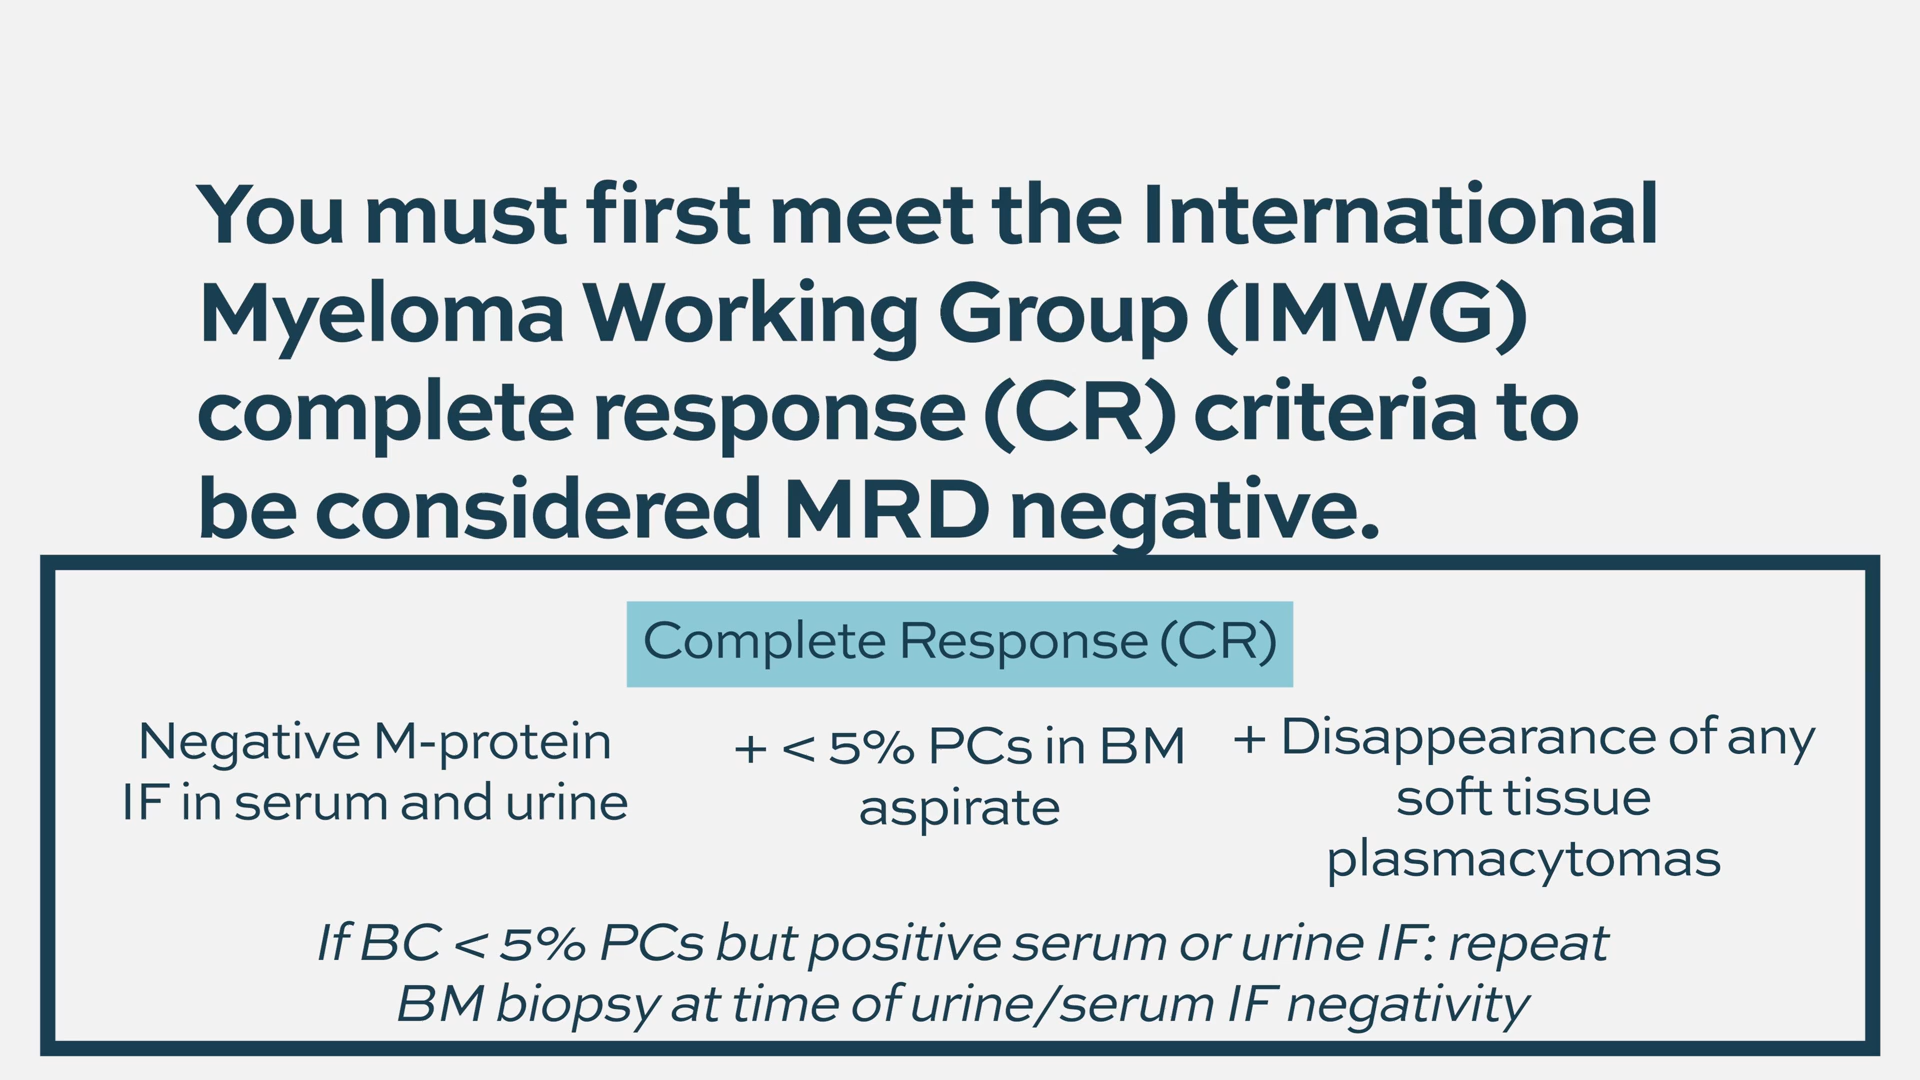 You must first meet the International
Myeloma Working Group (IMWG)
complete response (CR) criteria to
be considered MRD negative.
Complete Response (CR)
Negative M-protein
IF in serum and urine
+ < 5% PCs in BM
aspirate
+ Disappearance of any
soft tissue
plasmacytomas
If BC < 5% PCs but positive serum or urine IF: repeat
BM biopsy at time of urine/serum IF negativity